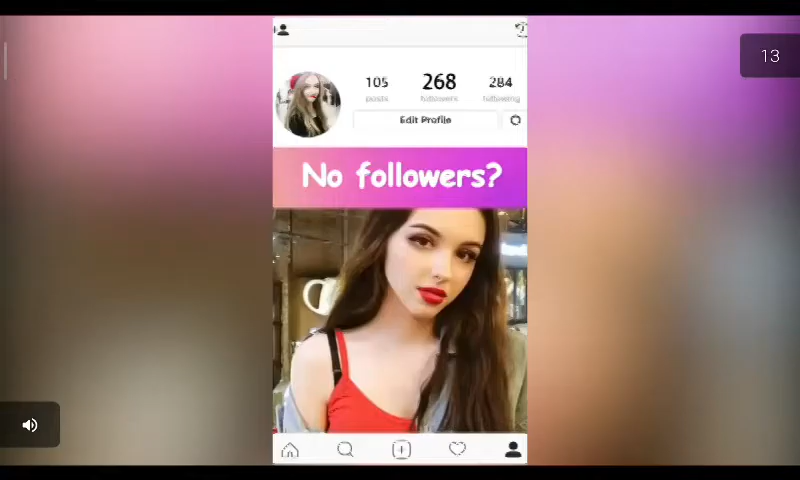 13
105 268 284
posts followers following
Edit Profile
No followers?